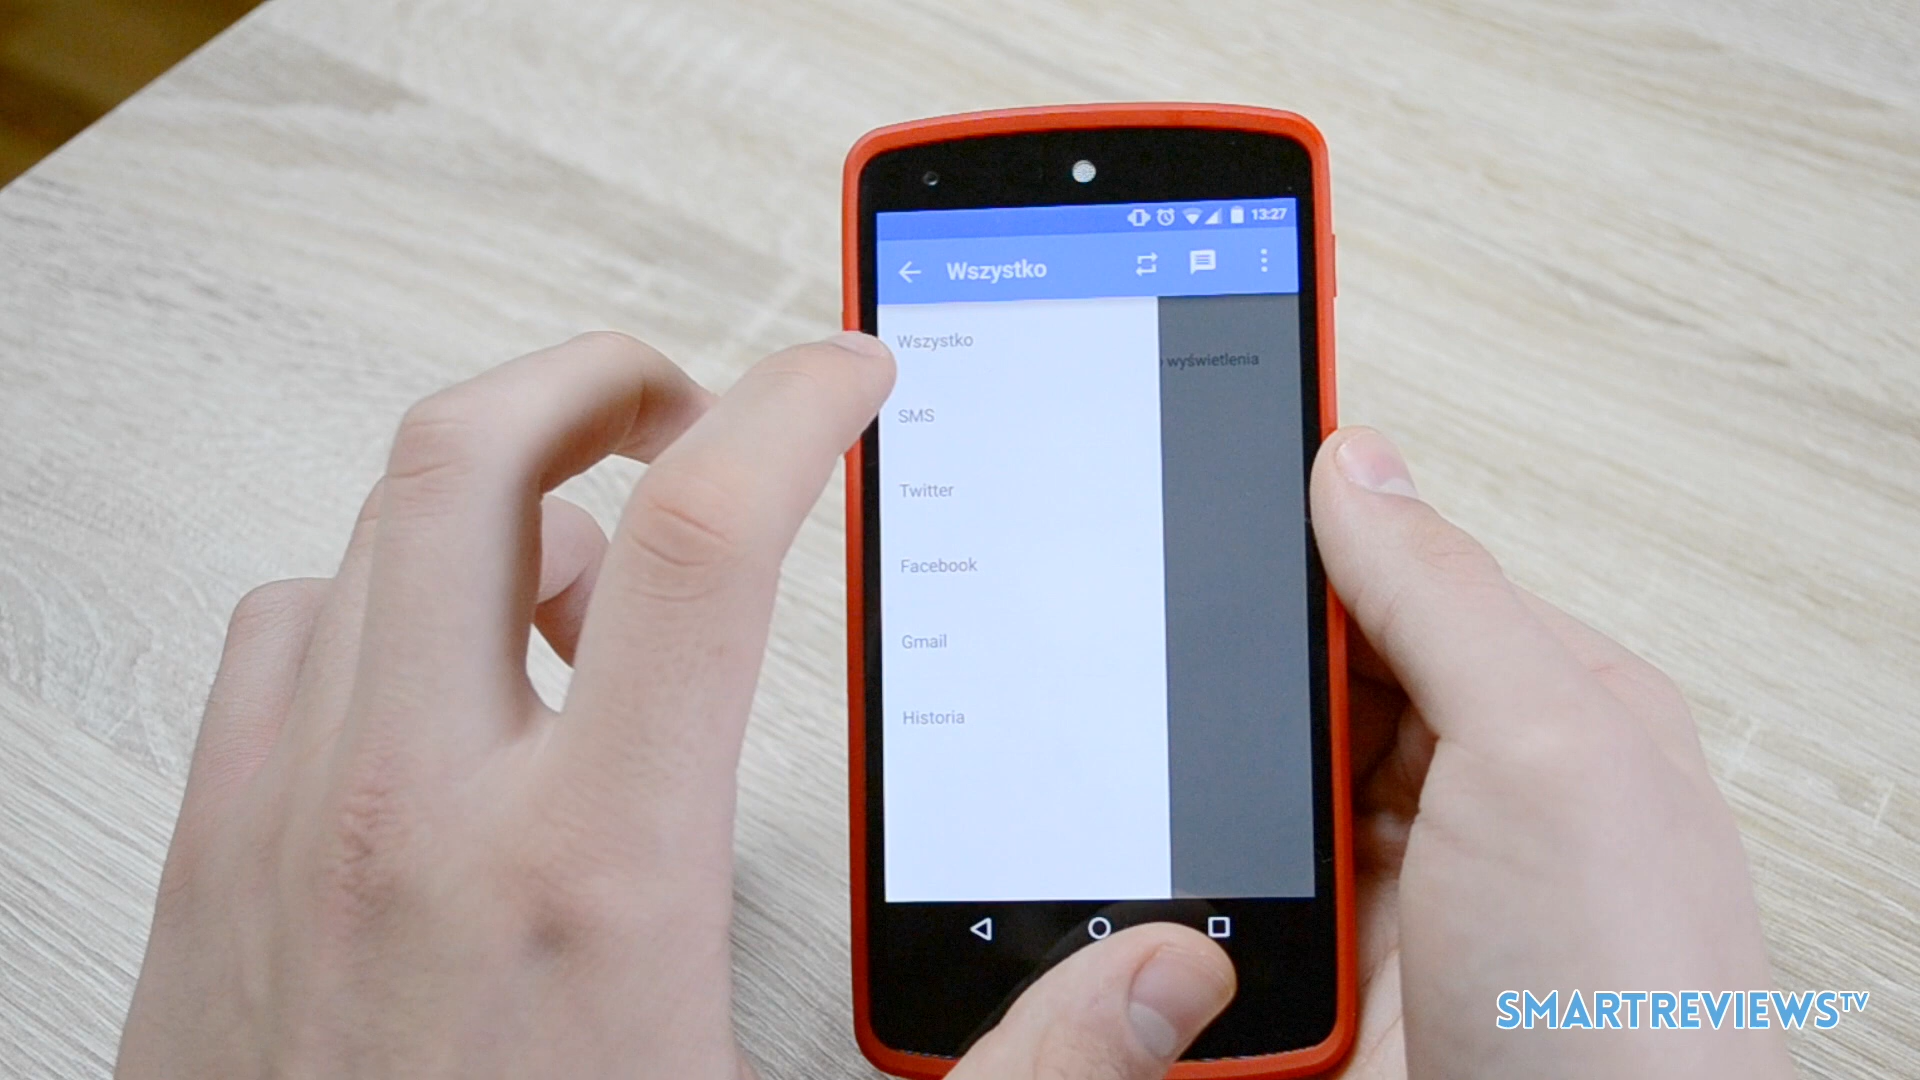 13:27
Wszystko
Wszystko
wyświetlenia
SMS
Twitter
Facebook
Gmail
Historia
SMARTREVIEWSTV